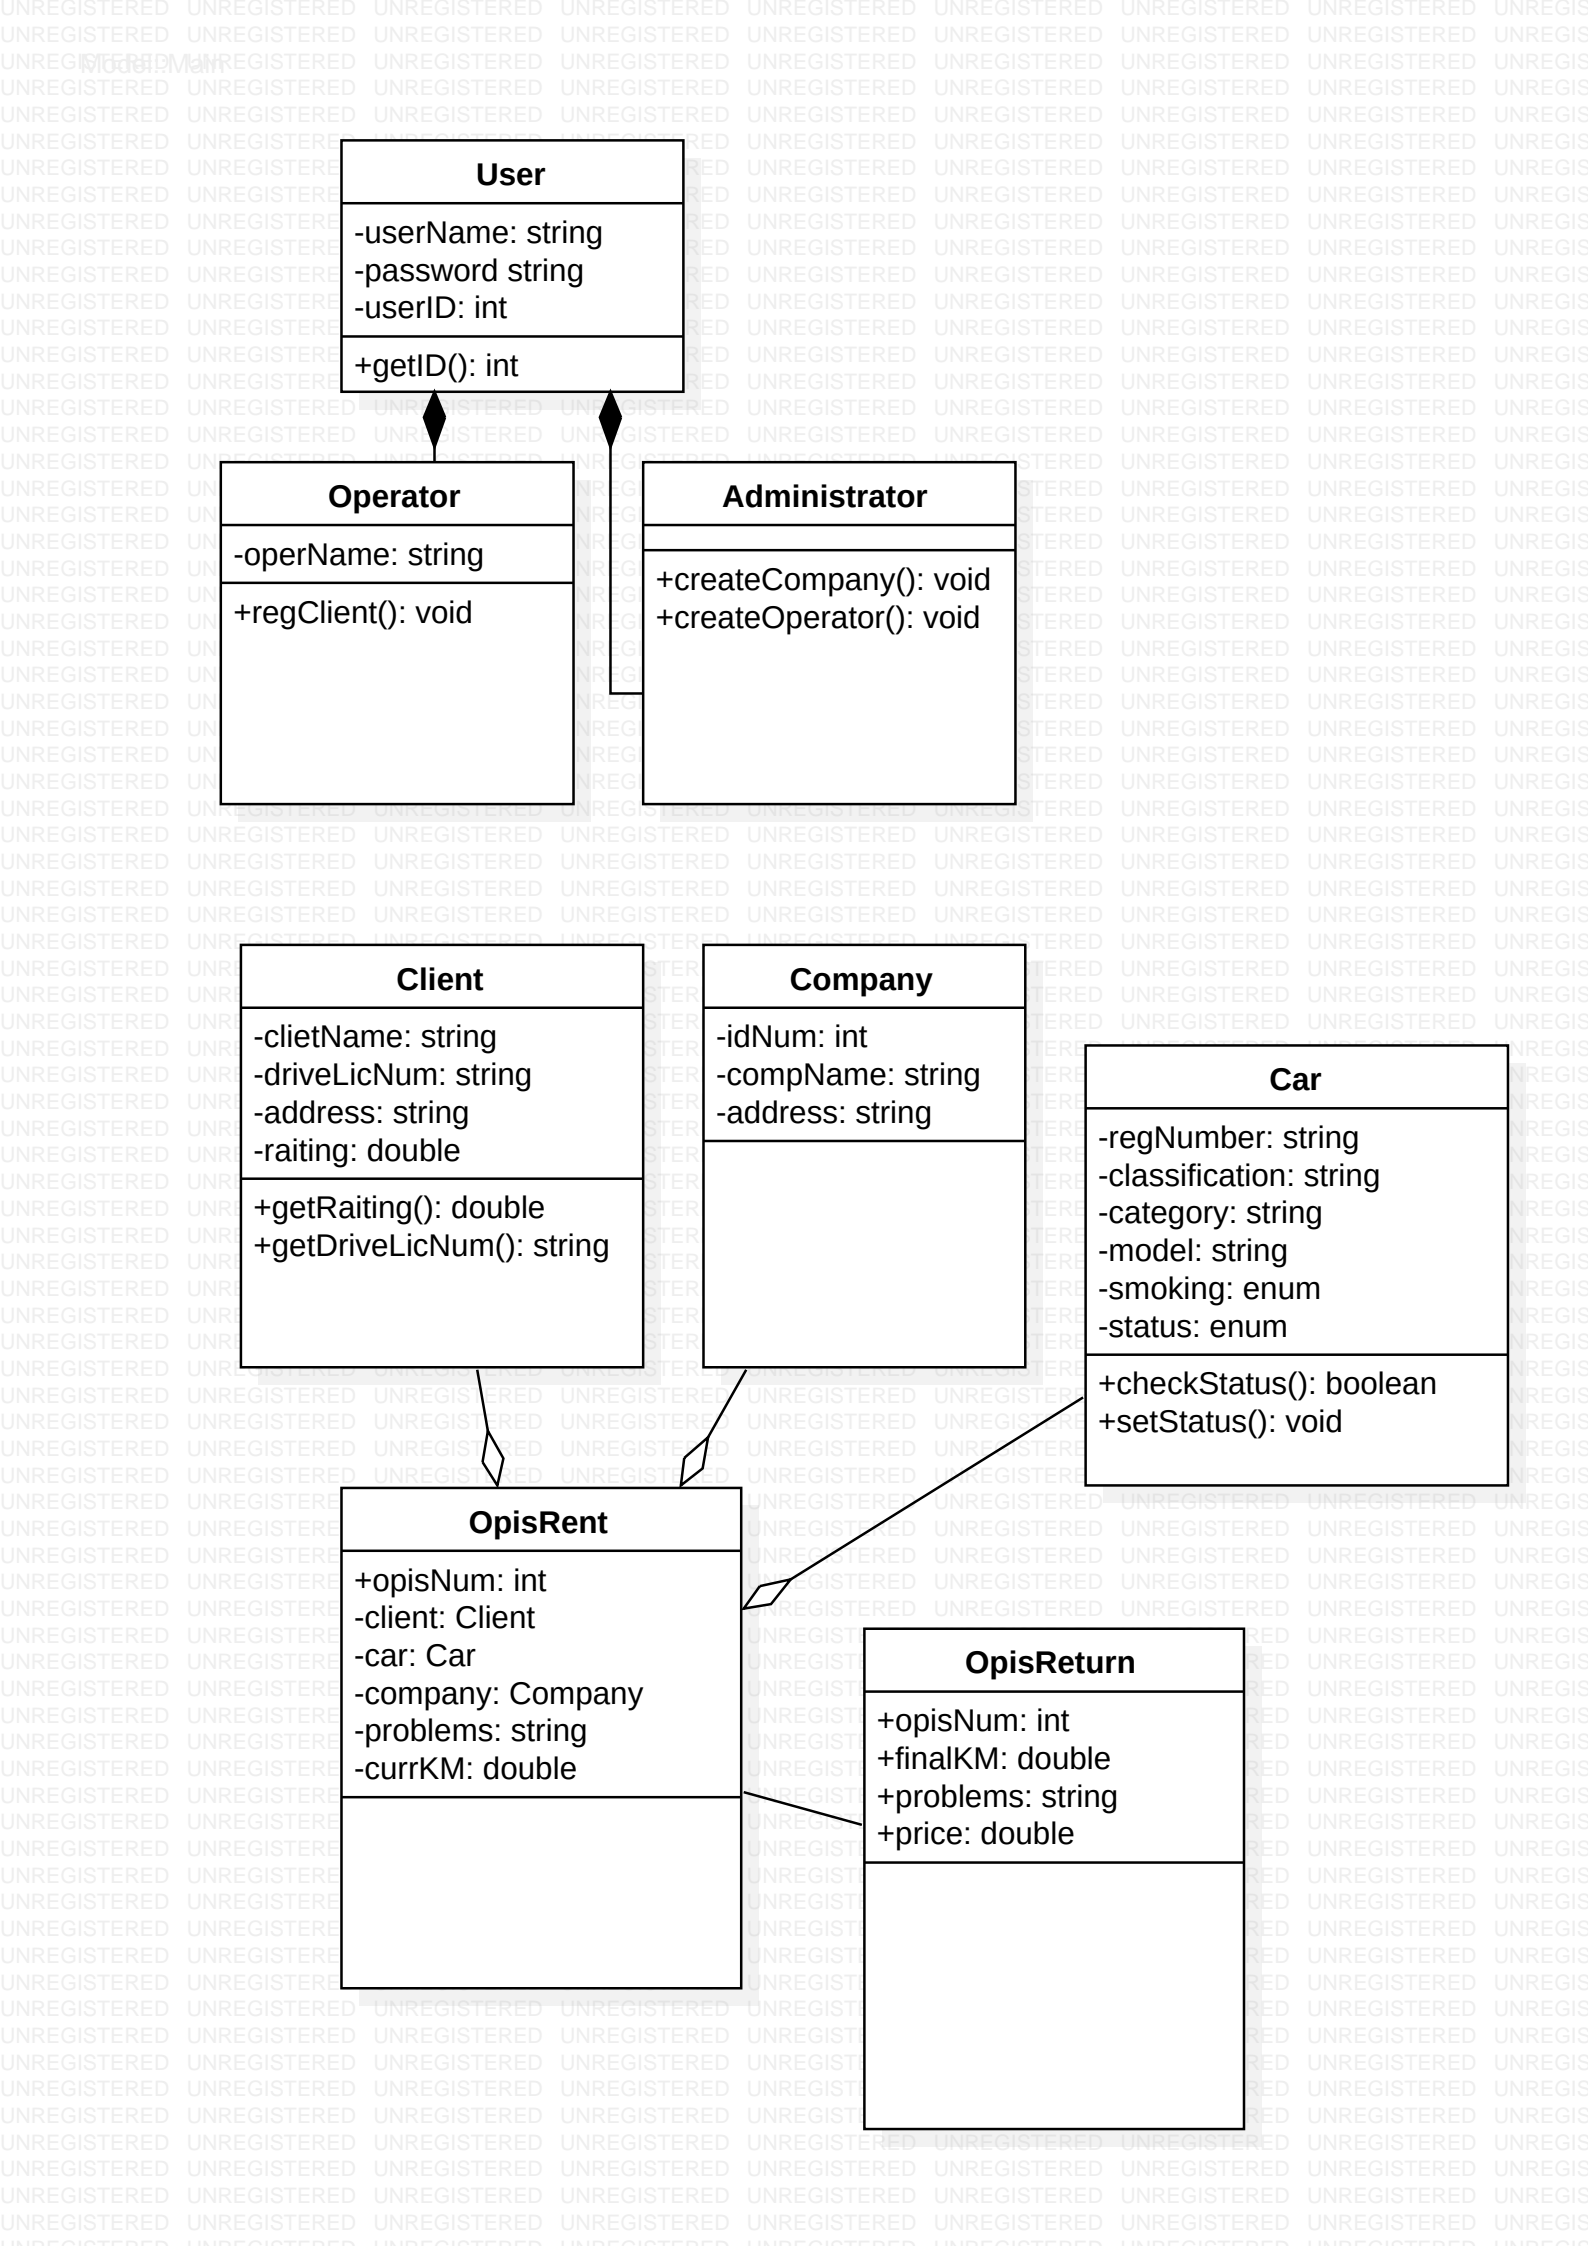 Model::Main
User
-userName: string
-password string
-userID: int
+getID(): int
Operator
-operName: string
+regClient(): void
Administrator
+createCompany(): void
+createOperator(): void
Client
-clietName: string
-driveLicNum: string
-address: string
-raiting: double
+getRaiting(): double
+getDriveLicNum(): string
Company
-idNum: int
-compName: string
-address: string
Car
-regNumber: string
-classification: string
-category: string
-model: string
-smoking: enum
-status: enum
+checkStatus(): boolean
+setStatus(): void
OpisRent
+opisNum: int
-client: Client
-car: Car
-company: Company
-problems: string
-currKM: double
OpisReturn
+opisNum: int
+finalKM: double
+problems: string
+price: double
UNREGISTERED